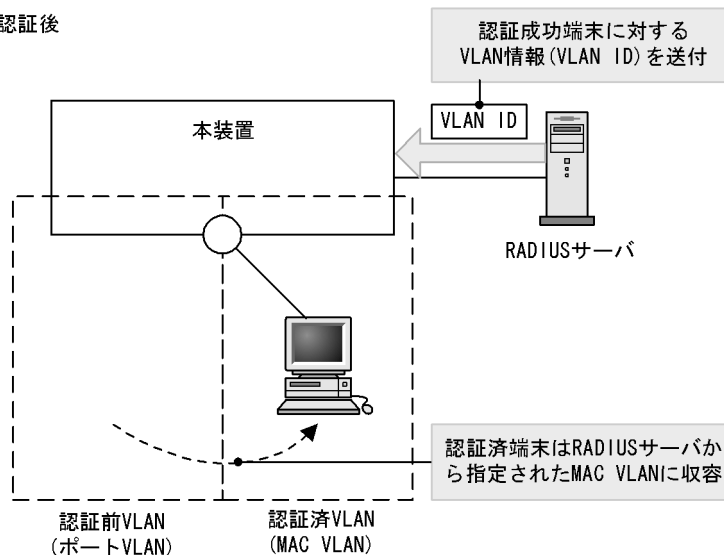 認証後
認証成功端末に対する
VLAN情報(VLAN ID)を送付
本装置
VLAN ID
RADIUSサーバ
認証済端末はRADIUSサーバか
ら指定されたMAC VLANに収容
認証前VLAN
(ポートVLAN)
認証済VLAN
(MAC VLAN)